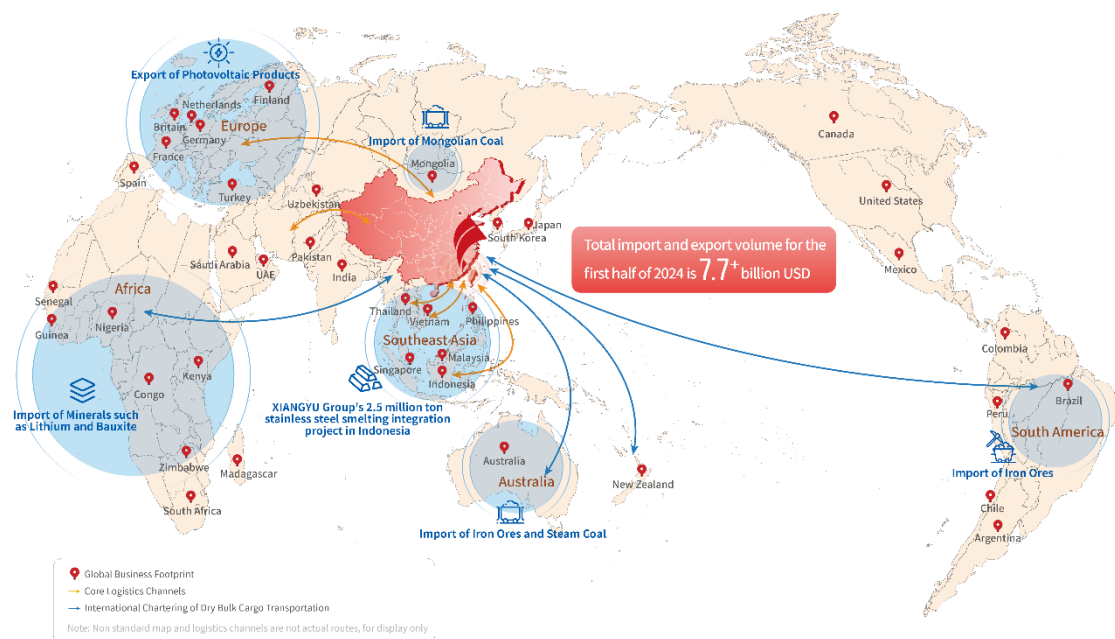 Export of Photovoltaic Products
Finland
Netherlands
Britain
Europe
Germany
France
Spain
Turkey
Import of Mongolian Coal
Mongolia
Uzbekistan
Pakistan
India
Saudi Arabia
UAE
South Korea
Japan
Total import and export volume for the
first half of 2024 is 7.7+ billion USD
Canada
United States
Mexico
Colombia
Brazil
Peru
South America
Import of Iron Ores
Chile
Argentina
Africa
Senegal
Guinea
Nigeria
Kenya
Congo
Import of Minerals such
as Lithium and Bauxite
Zimbabwe
Madagascar
South Africa
Thailand
Vietnam
Philippines
Southeast Asia
Malaysia
Singapore
Indonesia
XIANGYU Group's 2.5 million ton
stainless steel smelting integration
project in Indonesia
Australia
Australia
New Zealand
Import of Iron Ores and Steam Coal
Global Business Footprint
Core Logistics Channels
International Chartering of Dry Bulk Cargo Transportation
Note: Non standard map and logistics channels are not actual routes, for display only